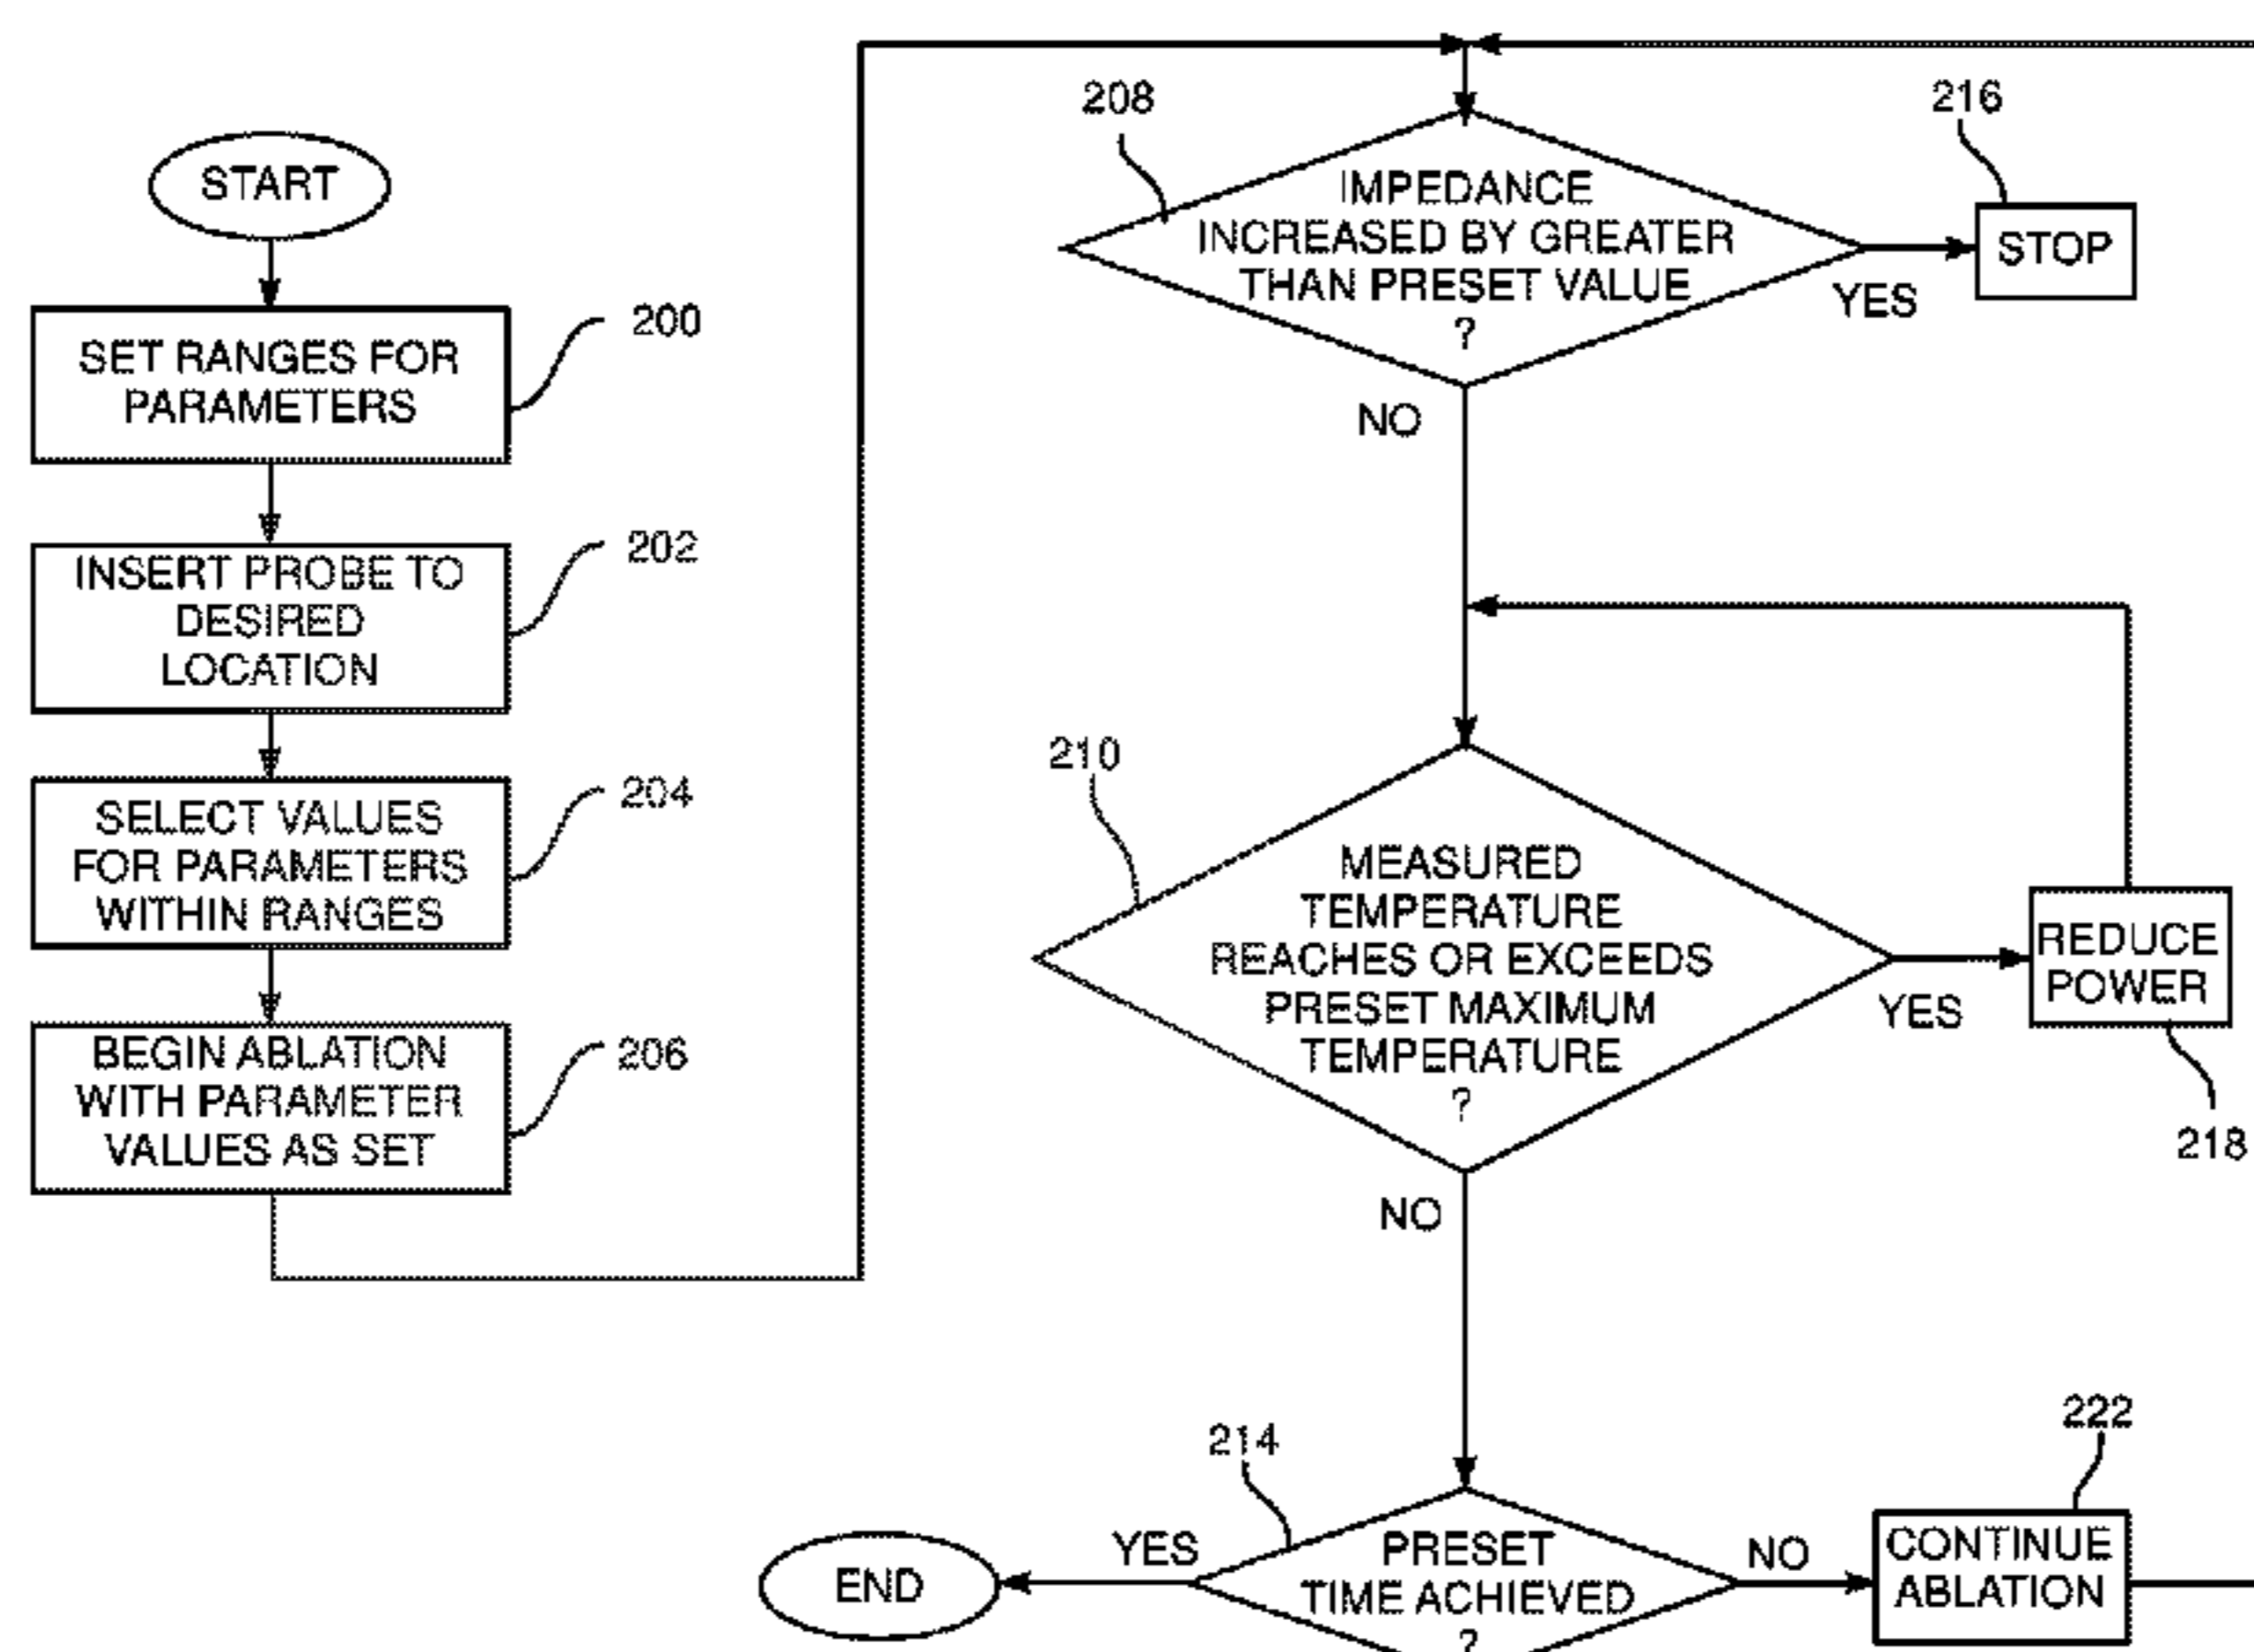 START
SET RANGES FOR
PARAMETERS
200
INSERT PROBE TO
DESIRED
LOCATION
202
SELECT VALUES
FOR PARAMETERS
WITHIN RANGES
204
BEGIN ABLATION
WITH PARAMETER
VALUES AS SET
206
208
IMPEDANCE
INCREASED BY GREATER
THAN PRESET VALUE
?
YES
216
STOP
NO
210
MEASURED
TEMPERATURE
REACHES OR EXCEEDS
PRESET MAXIMUM
TEMPERATURE
?
YES
REDUCE
POWER
218
NO
214
PRESET
TIME ACHIEVED
?
YES
END
NO
222
CONTINUE
ABLATION